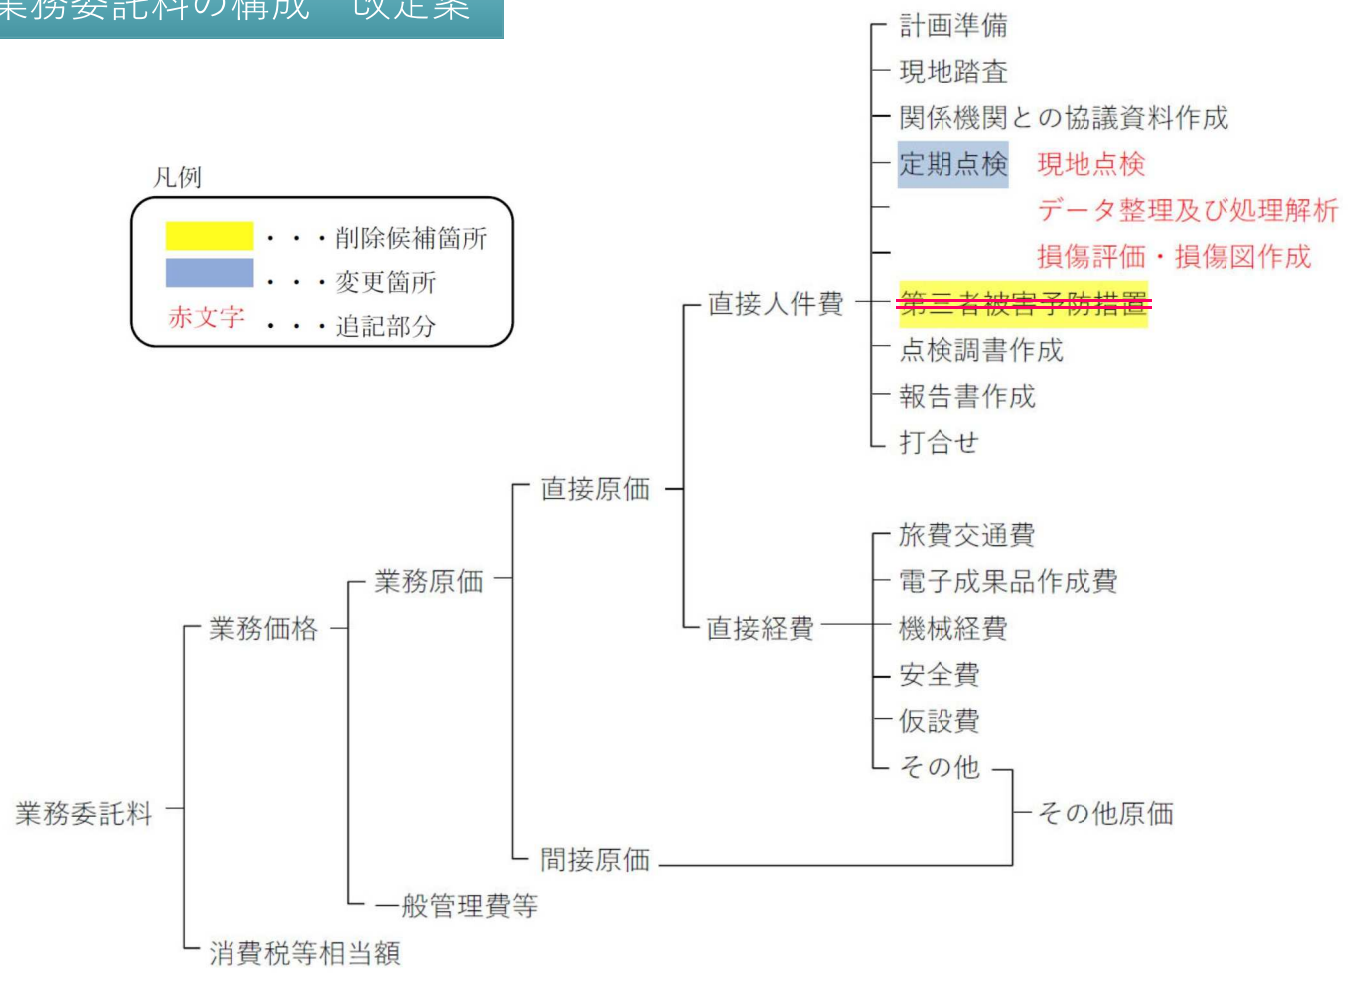 業務委託料の構成　改定案
凡例
・・・削除候補箇所
・・・変更箇所
赤文字 ・・・追記部分
計画準備
現地踏査
関係機関との協議資料作成
定期点検 現地点検
データ整理及び処理解析
損傷評価・損傷図作成
直接人件費 第三者被害予防措置
点検調書作成
報告書作成
打合せ
直接原価
旅費交通費
業務原価 電子成果品作成費
業務価格 直接経費 機械経費
安全費
仮設費
その他
業務委託料 その他原価
間接原価
一般管理費等
消費税等相当額